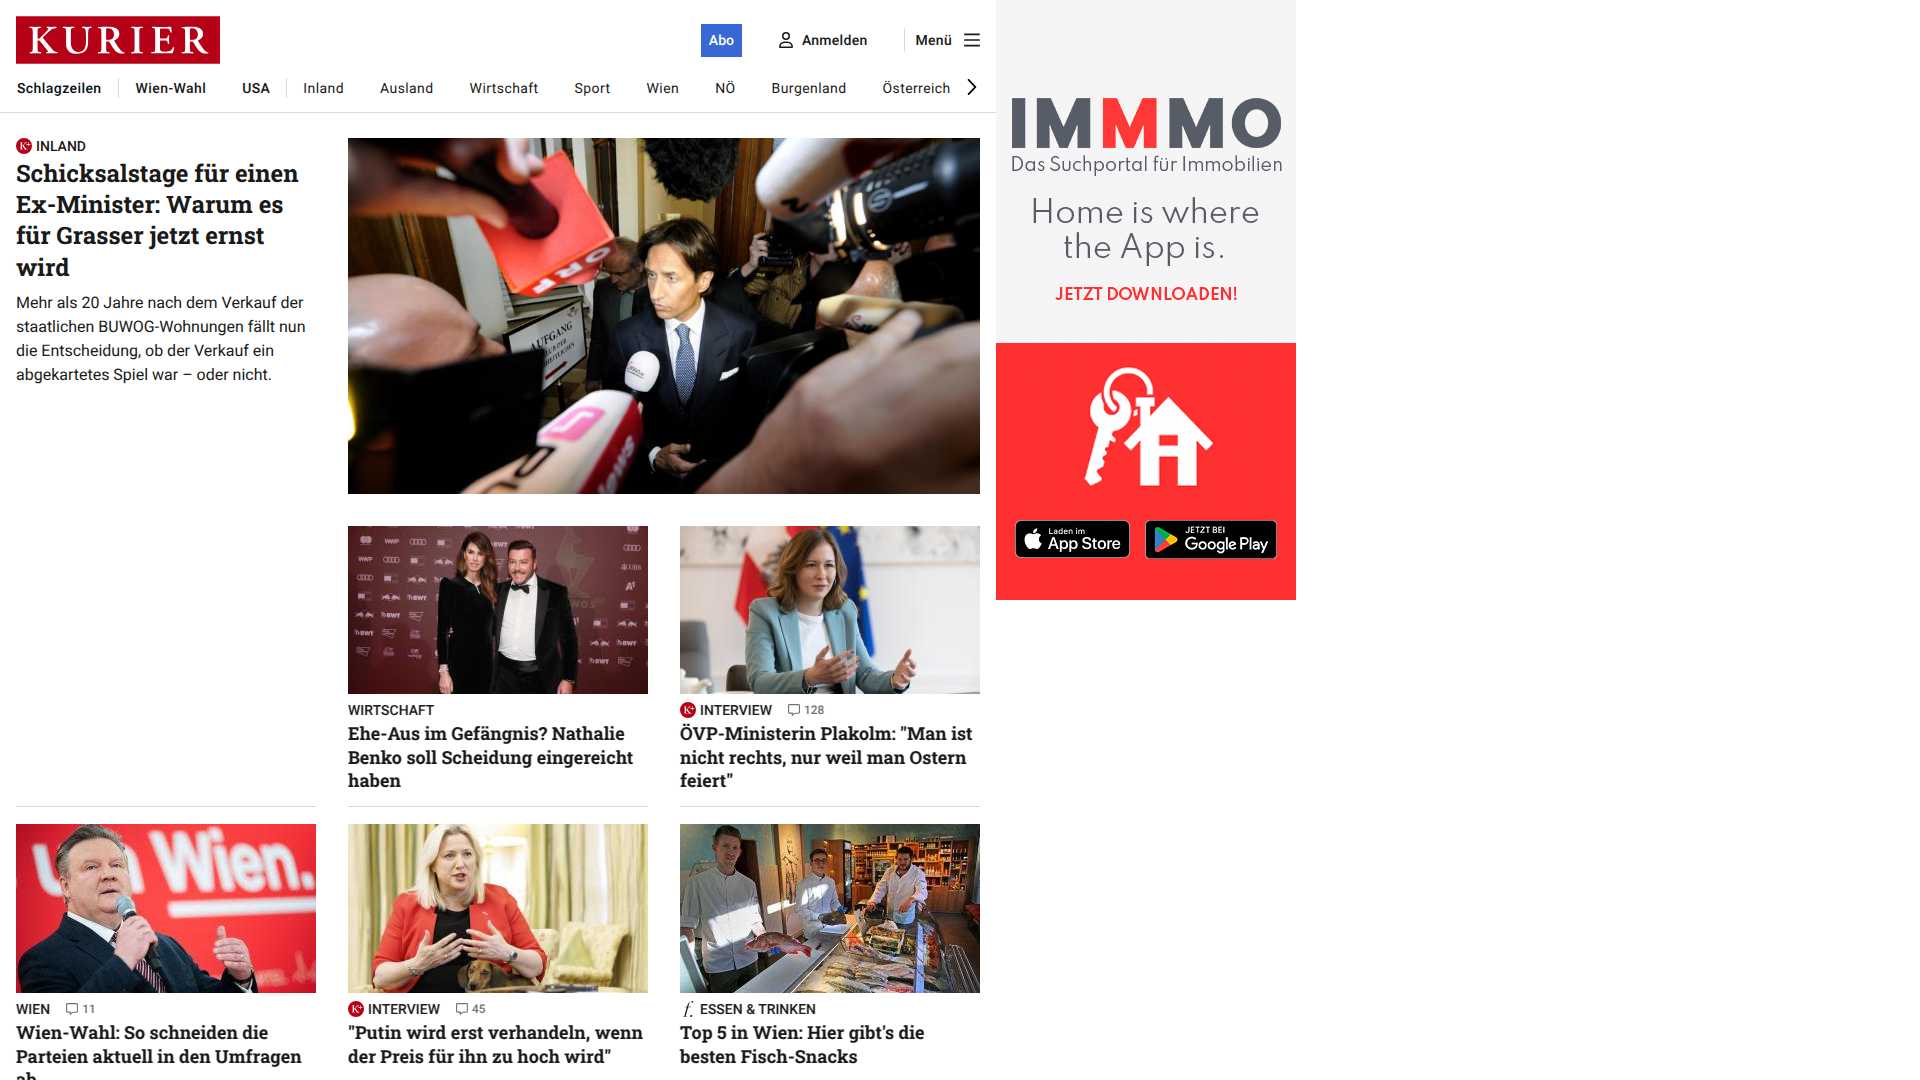 KURIER
Abo
Anmelden
Menü
Schlagzeilen
Wien-Wahl
USA
Inland
Ausland
Wirtschaft
Sport
Wien
NÖ
Burgenland
Österreich
INLAND
Schicksalstage für einen
Ex-Minister: Warum es
für Grasser jetzt ernst
wird
Mehr als 20 Jahre nach dem Verkauf der
staatlichen BUWOG-Wohnungen fällt nun
die Entscheidung, ob der Verkauf ein
abgekartetes Spiel war – oder nicht.
ORF
AUFGANG
news
WIRTSCHAFT
Ehe-Aus im Gefängnis? Nathalie
Benko soll Scheidung eingereicht
haben
INTERVIEW 128
ÖVP-Ministerin Plakolm: "Man ist
nicht rechts, nur weil man Ostern
feiert"
Wien.
WIEN 11
Wien-Wahl: So schneiden die
Parteien aktuell in den Umfragen
ab
INTERVIEW 45
"Putin wird erst verhandeln, wenn
der Preis für ihn zu hoch wird"
f. ESSEN & TRINKEN
Top 5 in Wien: Hier gibt's die
besten Fisch-Snacks
IMMMO
Das Suchportal für Immobilien
Home is where
the App is.
JETZT DOWNLOADEN!
Laden im
App Store
JETZT BEI
Google Play